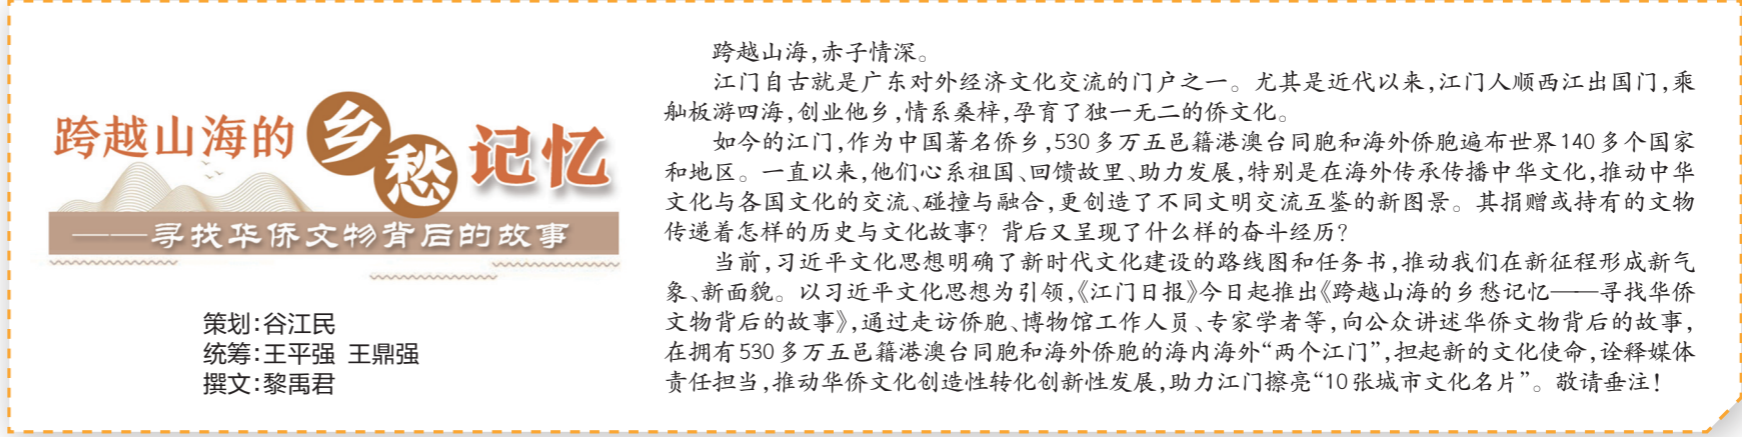 跨越山海的乡愁记忆
——寻找华侨文物背后的故事
策划:谷江民
统筹:王平强 王鼎强
撰文:黎禹君
跨越山海,赤子情深。
江门自古就是广东对外经济文化交流的门户之一。尤其是近代以来,江门人顺西江出国门,乘
舢板游四海,创业他乡,情系桑梓,孕育了独一无二的侨文化。
如今的江门,作为中国著名侨乡,530多万五邑籍港澳台同胞和海外侨胞遍布世界140多个国家
和地区。一直以来,他们心系祖国、回馈故里、助力发展,特别是在海外传承传播中华文化,推动中华
文化与各国文化的交流、碰撞与融合,更创造了不同文明交流互鉴的新图景。其捐赠或持有的文物
传递着怎样的历史与文化故事?背后又呈现了什么样的奋斗经历?
当前,习近平文化思想明确了新时代文化建设的路线图和任务书,推动我们在新征程形成新气
象、新面貌。以习近平文化思想为引领,《江门日报》今日起推出《跨越山海的乡愁记忆——寻找华侨
文物背后的故事》,通过走访侨胞、博物馆工作人员、专家学者等,向公众讲述华侨文物背后的故事,
在拥有530多万五邑籍港澳台同胞和海外侨胞的海内海外“两个江门”,担起新的文化使命,诠释媒体
责任担当,推动华侨文化创造性转化创新性发展,助力江门擦亮“10张城市文化名片”。敬请垂注!